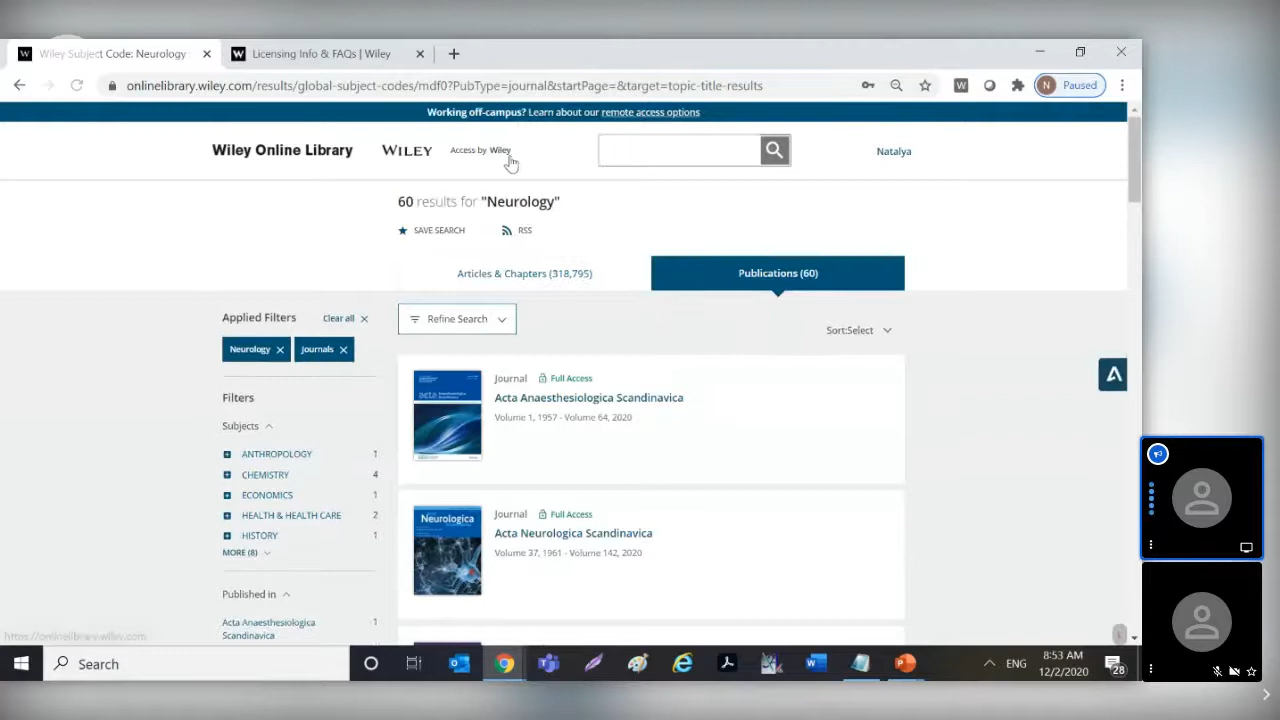 Wiley Subject Code: Neurology
Licensing Info & FAQs | Wiley
onlinelibrary.wiley.com/results/global-subject-codes/mdf0?PubType=journal&startPage=&target=topic-title-results
N Paused
Working off-campus? Learn about our remote access options
Wiley Online Library
WILEY
Access by Wiley
Natalya
60 results for "Neurology"
SAVE SEARCH
RSS
Articles & Chapters (318,795)
Publications (60)
Applied Filters
Clear all
Refine Search
Sort:Select
Neurology
Journals
Journal
Full Access
Acta Anaesthesiologica Scandinavica
Volume 1, 1957 - Volume 64, 2020
Filters
Subjects
ANTHROPOLOGY 1
CHEMISTRY 4
ECONOMICS 1
HEALTH & HEALTH CARE 2
HISTORY 1
MORE (8)
Neurologica
Journal
Full Access
Acta Neurologica Scandinavica
Volume 37, 1961 - Volume 142, 2020
Published in
Acta Anaesthesiologica 1
Scandinavica
https://onlinelibrary.wiley.com
Search
ENG
8:53 AM
12/2/2020
28